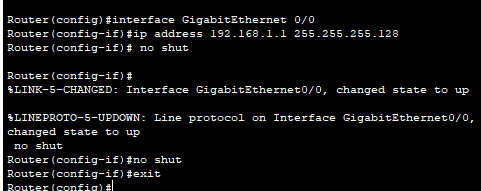 Router(config)#interface GigabitEthernet 0/0
Router(config-if)#ip address 192.168.1.1 255.255.255.128
Router(config-if)# no shut
Router(config-if)#
%LINK-5-CHANGED: Interface GigabitEthernet0/0, changed state to up
%LINEPROTO-5-UPDOWN: Line protocol on Interface GigabitEthernet0/0,
changed state to up
no shut
Router(config-if)#no shut
Router(config-if)#exit
Router(config)#